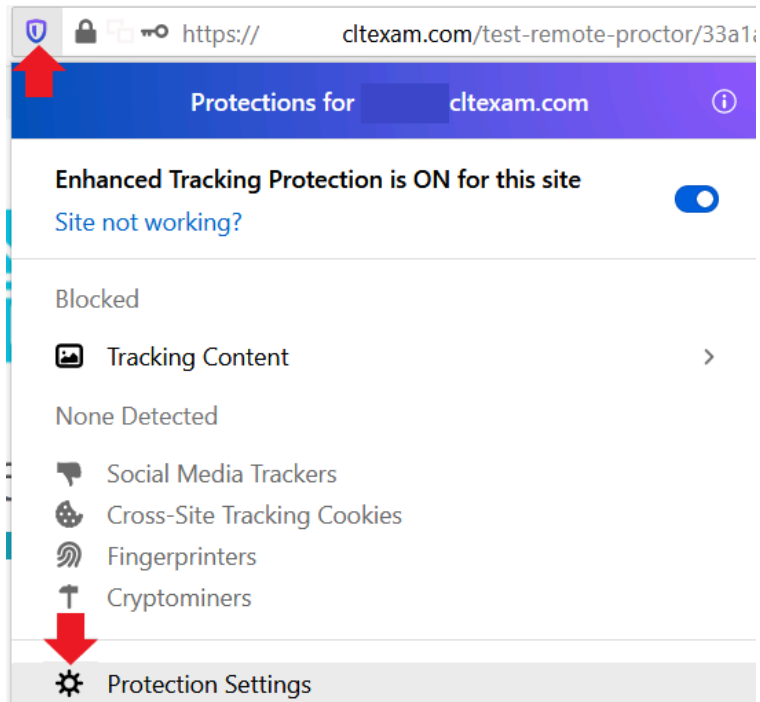 https:// cltexam.com/test-remote-proctor/33a1a
Protections for cltexam.com
Enhanced Tracking Protection is ON for this site
Site not working?
Blocked
Tracking Content
None Detected
Social Media Trackers
Cross-Site Tracking Cookies
Fingerprinters
Cryptominers
Protection Settings